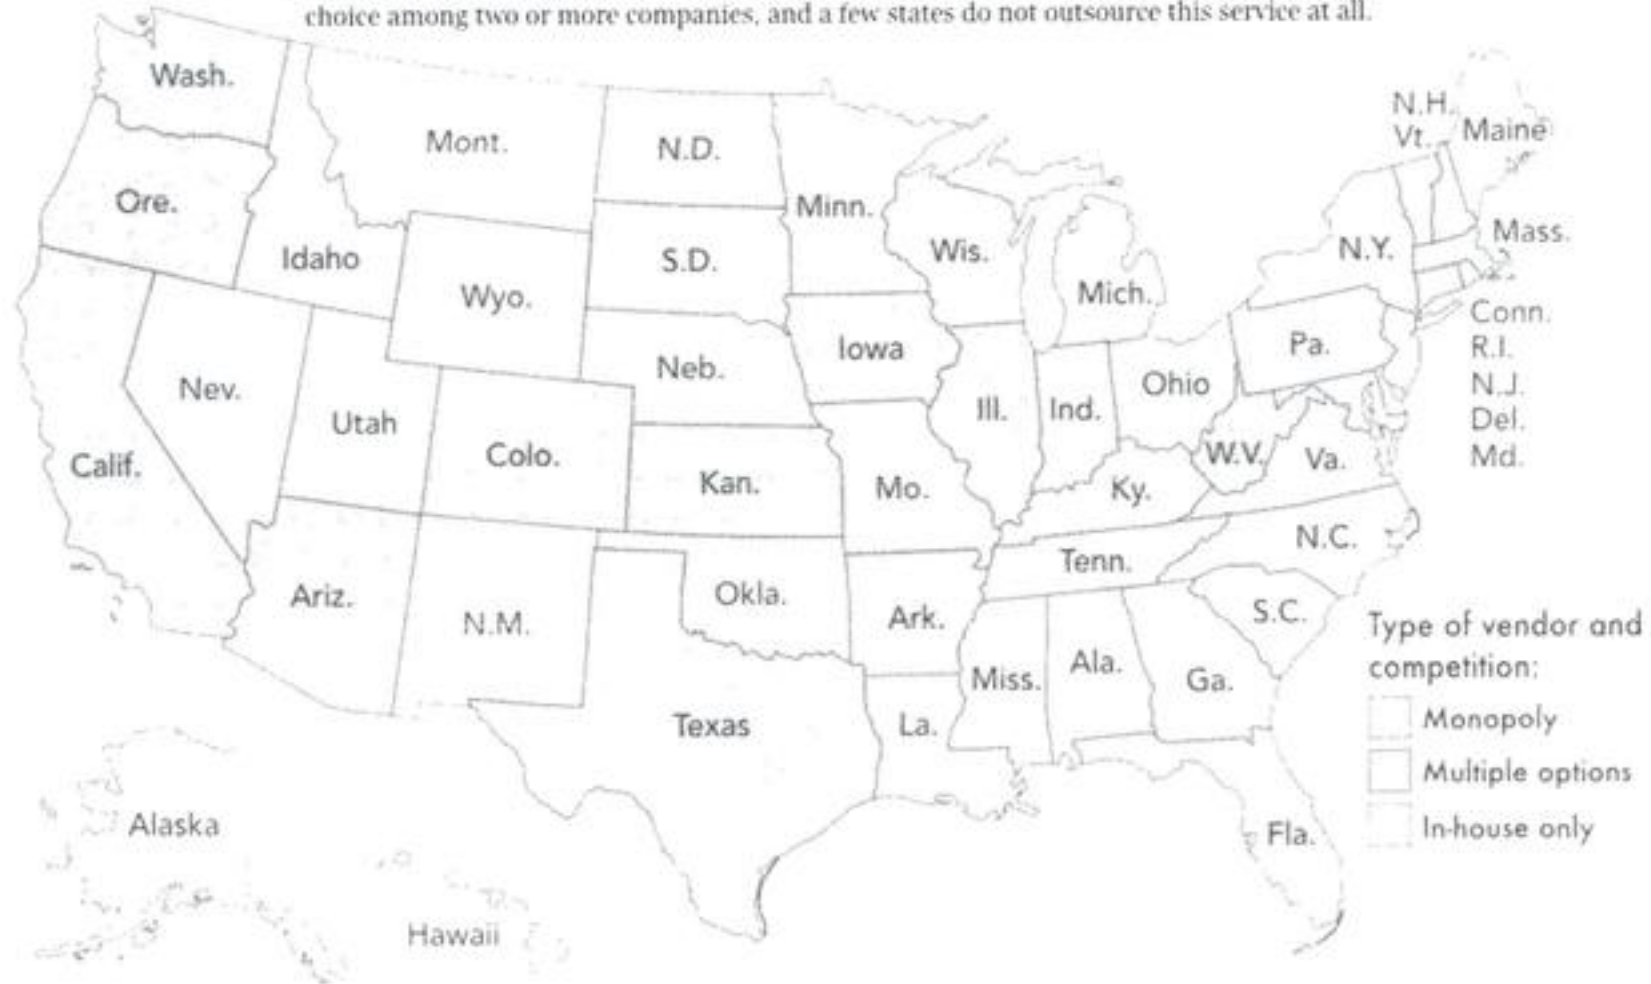 choice among two or more companies, and a few states do not outsource this service at all.
Wash.
Mont.
N.D.
Minn.
N.H.
Vt.
Maine
Ore.
Idaho
Wyo.
S.D.
Wis.
Mich.
N.Y.
Mass.
Nev.
Utah
Colo.
Neb.
Iowa
Ill.
Ind.
Ohio
Pa.
Conn.
R.I.
N.J.
Del.
Md.
Calif.
Kan.
Mo.
Ky.
W.V.
Va.
Ariz.
N.M.
Okla.
Ark.
Tenn.
N.C.
S.C.
Texas
La.
Miss.
Ala.
Ga.
Fla.
Alaska
Hawaii
Type of vendor and
competition:
Monopoly
Multiple options
In-house only